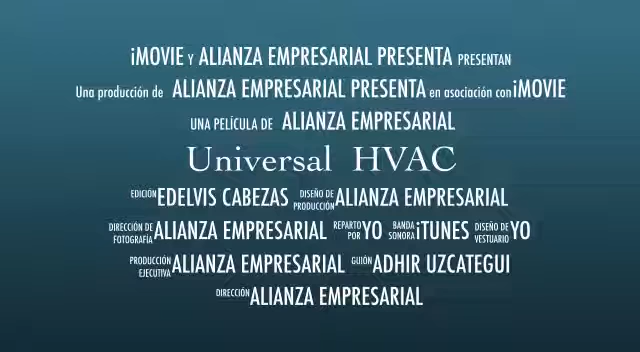 iMOVIE Y ALIANZA EMPRESARIAL PRESENTA PRESENTAN
Una producción de ALIANZA EMPRESARIAL PRESENTA en asociación con iMOVIE
UNA PELÍCULA DE ALIANZA EMPRESARIAL
Universal HVAC
EDICIÓN EDELVIS CABEZAS DISEÑO DE PRODUCCIÓN ALIANZA EMPRESARIAL
DIRECCIÓN DE FOTOGRAFÍA ALIANZA EMPRESARIAL REPARTO POR YO BANDA SONORA iTUNES DISEÑO DE VESTUARIO YO
PRODUCCIÓN EJECUTIVA ALIANZA EMPRESARIAL GUIÓN ADHIR UZCATEGUI
DIRECCIÓN ALIANZA EMPRESARIAL